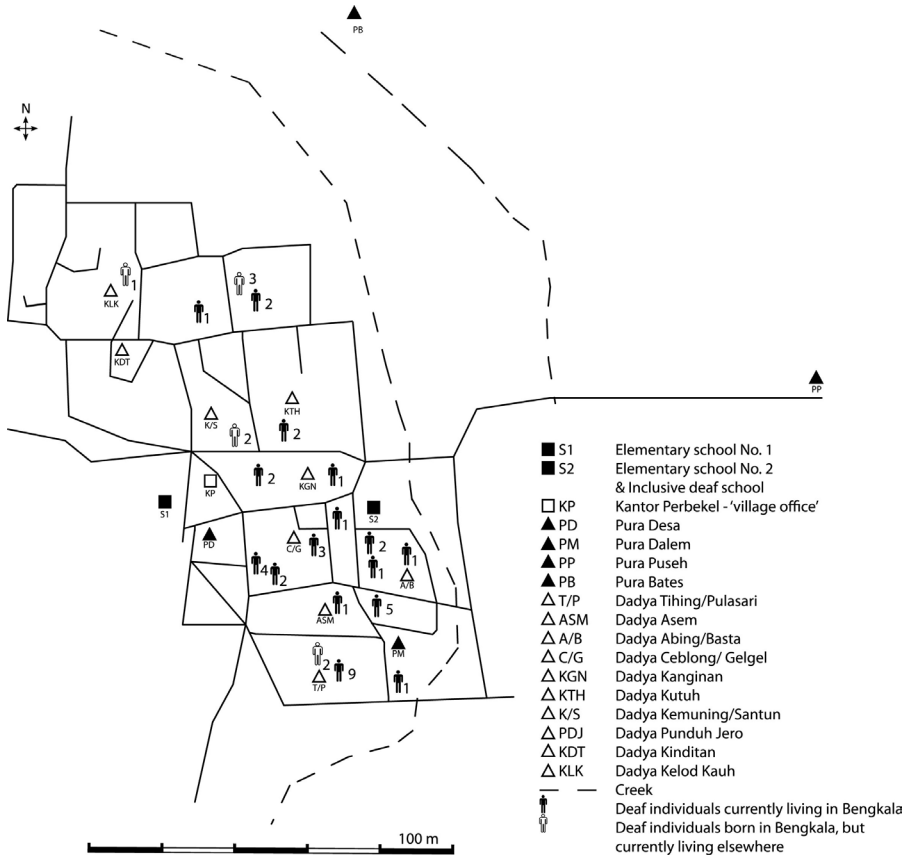 PB
N
3
1
2
1
KLK
KDT
PP
KTH
K/S
2
2
S1 Elementary school No. 1
S2 Elementary school No. 2
& Inclusive deaf school
KP Kantor Perbekel - 'village office'
PD Pura Desa
PM Pura Dalem
PP Pura Puseh
PB Pura Bates
T/P Dadya Tihing/Pulasari
ASM Dadya Asem
A/B Dadya Abing/Basta
C/G Dadya Ceblong/ Gelgel
KGN Dadya Kanginan
KTH Dadya Kutuh
K/S Dadya Kemuning/Santun
PDJ Dadya Punduh Jero
KDT Dadya Kinditan
KLK Dadya Kelod Kauh
Creek
Deaf individuals currently living in Bengkala
Deaf individuals born in Bengkala, but
currently living elsewhere
2
KGN
1
KP
S1
1
S2
PD
C/G
3
2
1
4
2
1
A/B
1
5
ASM
2
9
T/P
PM
1
100 m